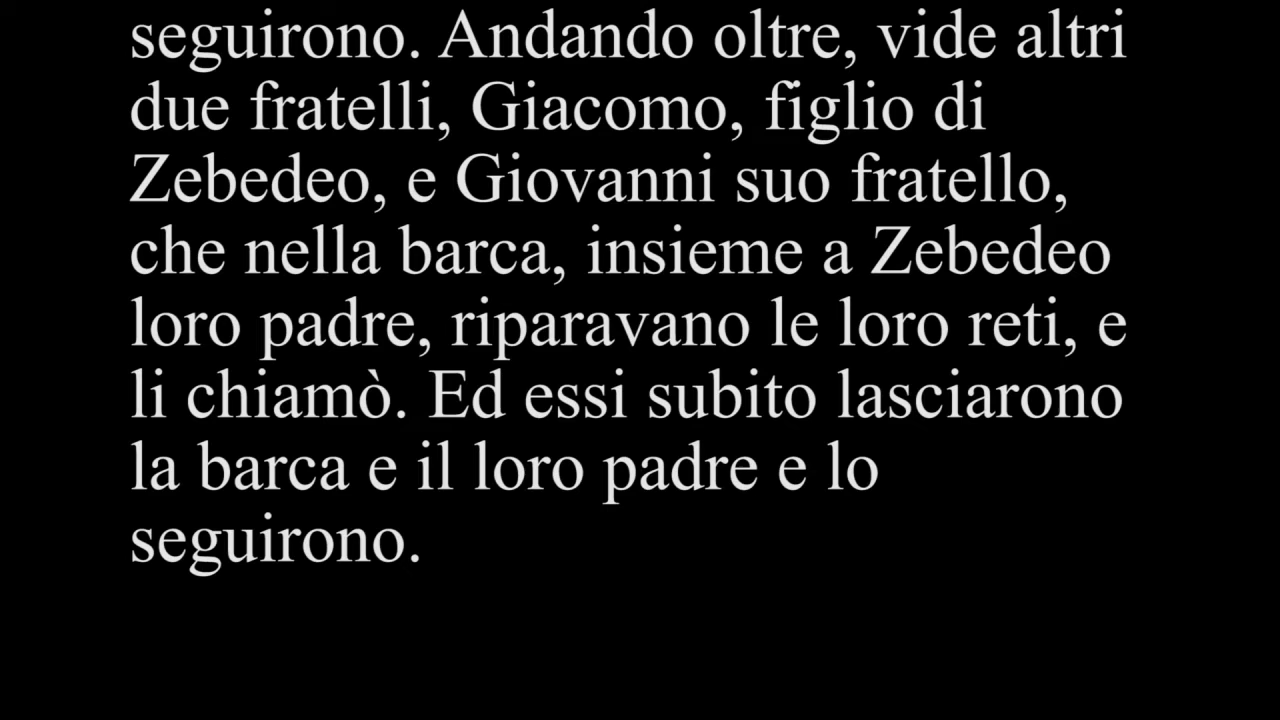 seguirono. Andando oltre, vide altri
due fratelli, Giacomo, figlio di
Zebedeo, e Giovanni suo fratello,
che nella barca, insieme a Zebedeo
loro padre, riparavano le loro reti, e
li chiamò. Ed essi subito lasciarono
la barca e il loro padre e lo
seguirono.